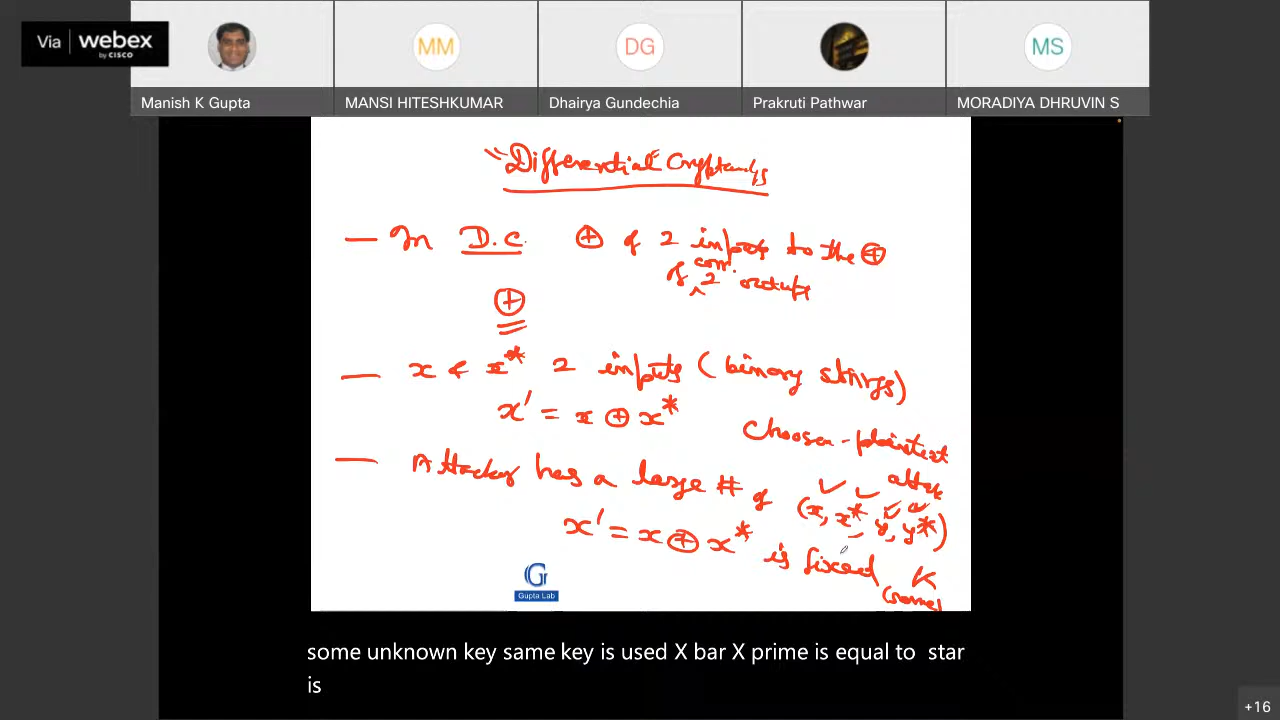 Via webex
by CISCO
MM
DG
MS
Manish K Gupta
MANSI HITESHKUMAR
Dhairya Gundechia
Prakruti Pathwar
MORADIYA DHRUVIN S
"Differential" Cryptanalys
— In D.C. ⊕ of 2 inputs to the ⊕
of corr. 2 outputs
⊕
— x & x* 2 inputs (binary strings)
x' = x ⊕ x*
Choosen-plaintext
attack
— Attacker has a large # of (x, x*, y, y*)
x' = x ⊕ x* is fixed K
(same)
G
Gupta Lab
some unknown key same key is used X bar X prime is equal to star
is
+16